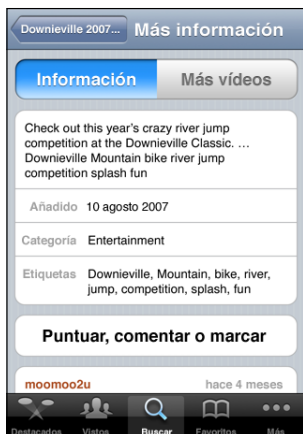 Downieville 2007... Más información
Información Más vídeos
Check out this year's crazy river jump
competition at the Downieville Classic. ...
Downieville Mountain bike river jump
competition splash fun
Añadido 10 agosto 2007
Categoría Entertainment
Etiquetas Downieville, Mountain, bike, river,
jump, competition, splash, fun
Puntuar, comentar o marcar
moomoo2u hace 4 meses
Destacados Vistos Buscar Favoritos Más